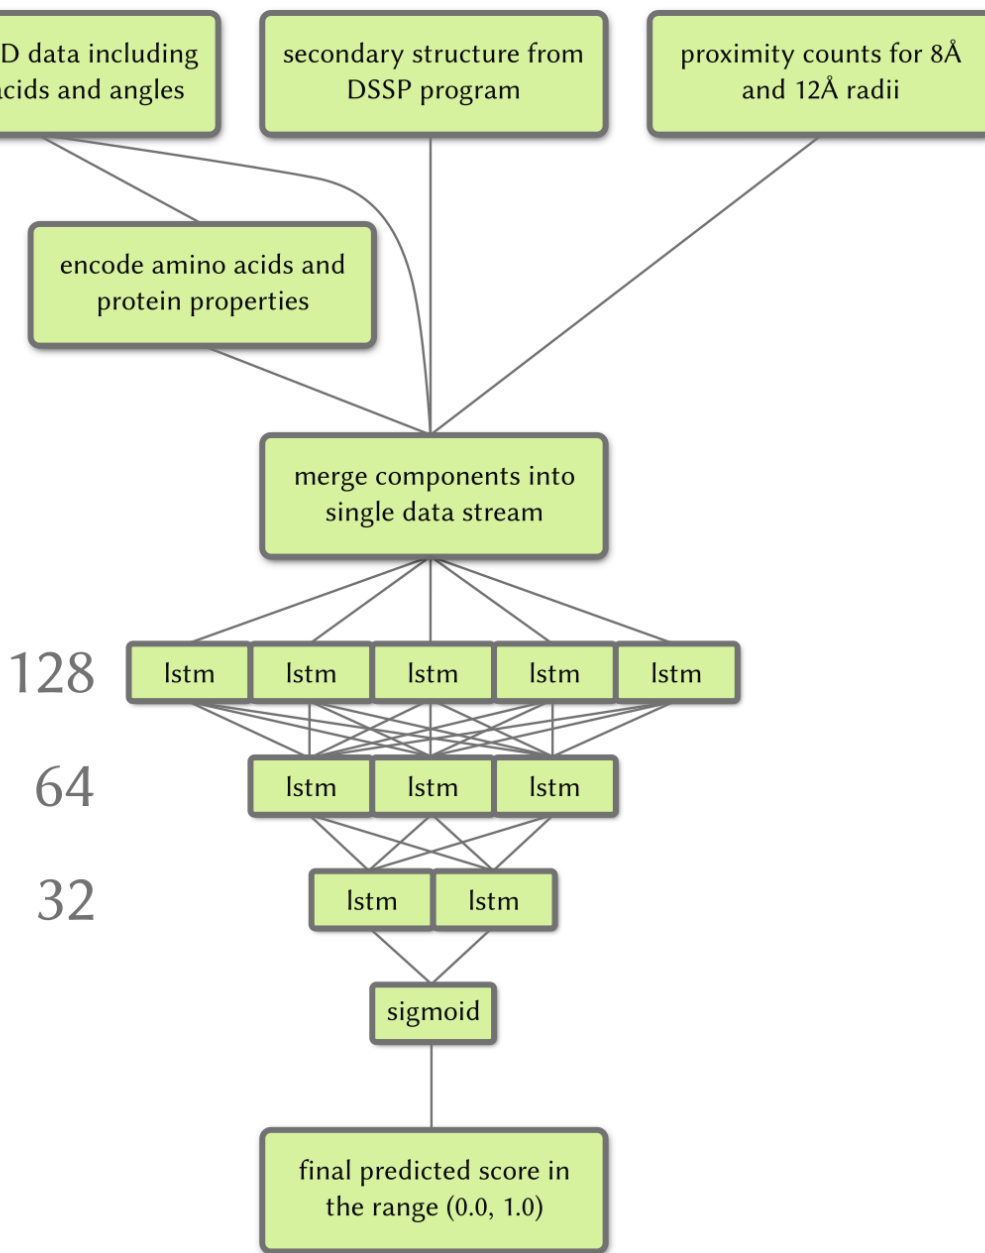 D data including
acids and angles
secondary structure from
DSSP program
proximity counts for 8Å
and 12Å radii
encode amino acids and
protein properties
merge components into
single data stream
128
lstm lstm lstm lstm lstm
64
lstm lstm lstm
32
lstm lstm
sigmoid
final predicted score in
the range (0.0, 1.0)